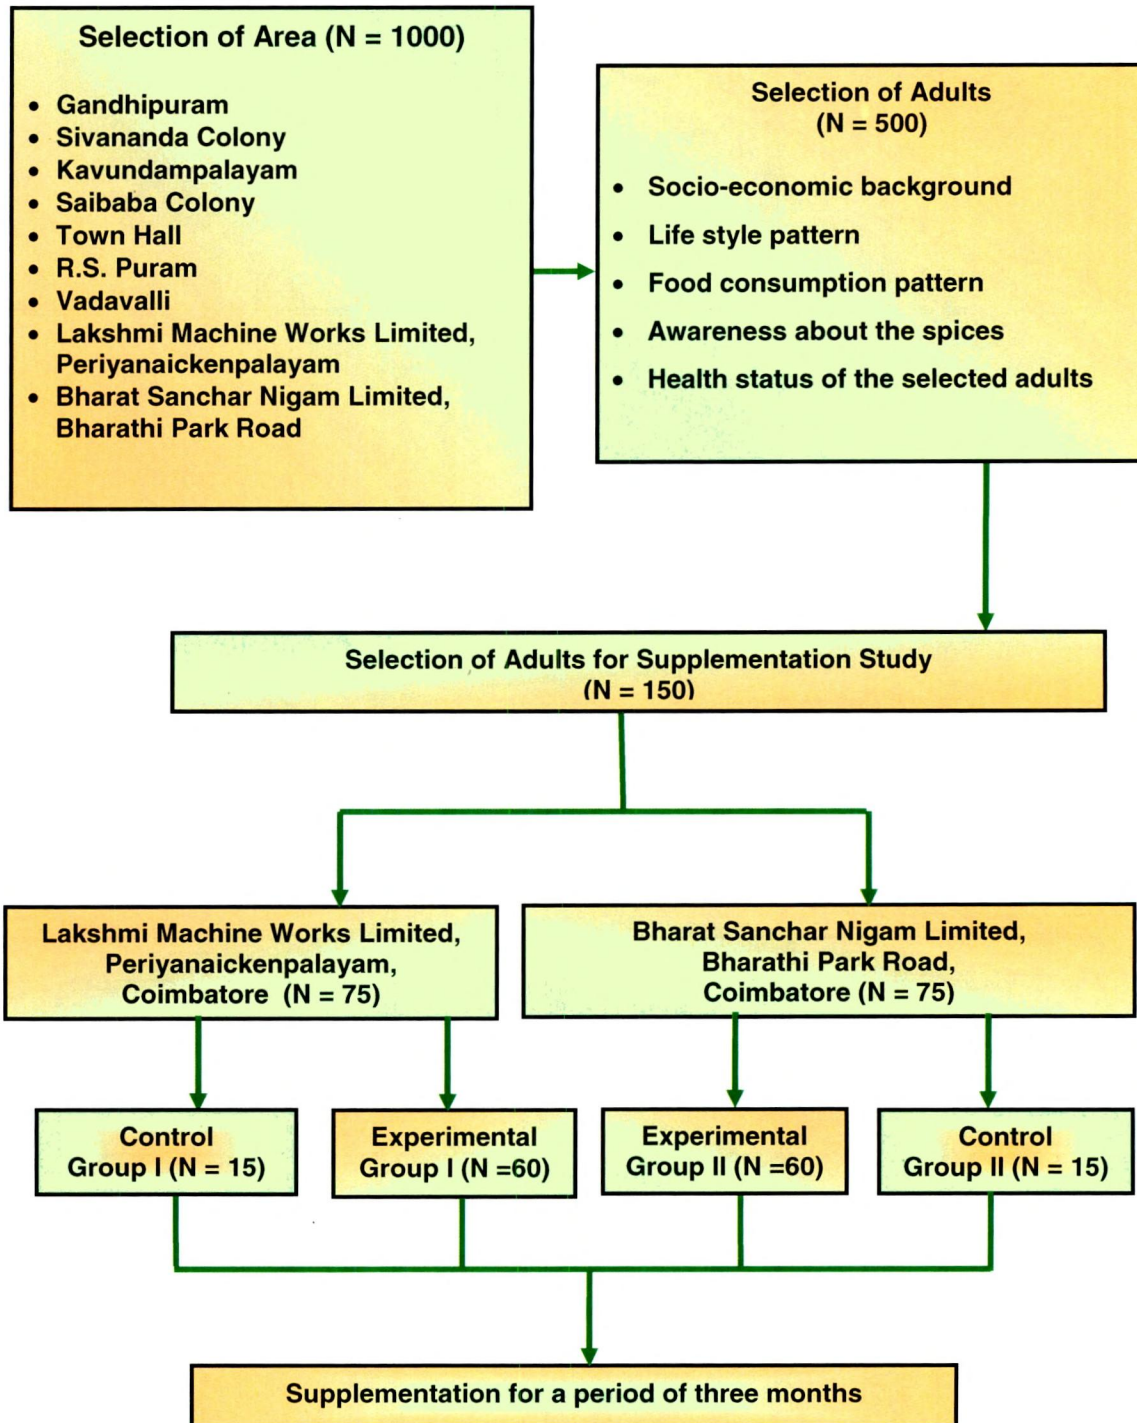 Selection of Area (N = 1000)
• Gandhipuram
• Sivananda Colony
• Kavundampalayam
• Saibaba Colony
• Town Hall
• R.S. Puram
• Vadavalli
• Lakshmi Machine Works Limited,
Periyanaickenpalayam
• Bharat Sanchar Nigam Limited,
Bharathi Park Road
Selection of Adults
(N = 500)
• Socio-economic background
• Life style pattern
• Food consumption pattern
• Awareness about the spices
• Health status of the selected adults
Selection of Adults for Supplementation Study
(N = 150)
Lakshmi Machine Works Limited,
Periyanaickenpalayam,
Coimbatore (N = 75)
Bharat Sanchar Nigam Limited,
Bharathi Park Road,
Coimbatore (N = 75)
Control
Group I (N = 15)
Experimental
Group I (N =60)
Experimental
Group II (N =60)
Control
Group II (N = 15)
Supplementation for a period of three months